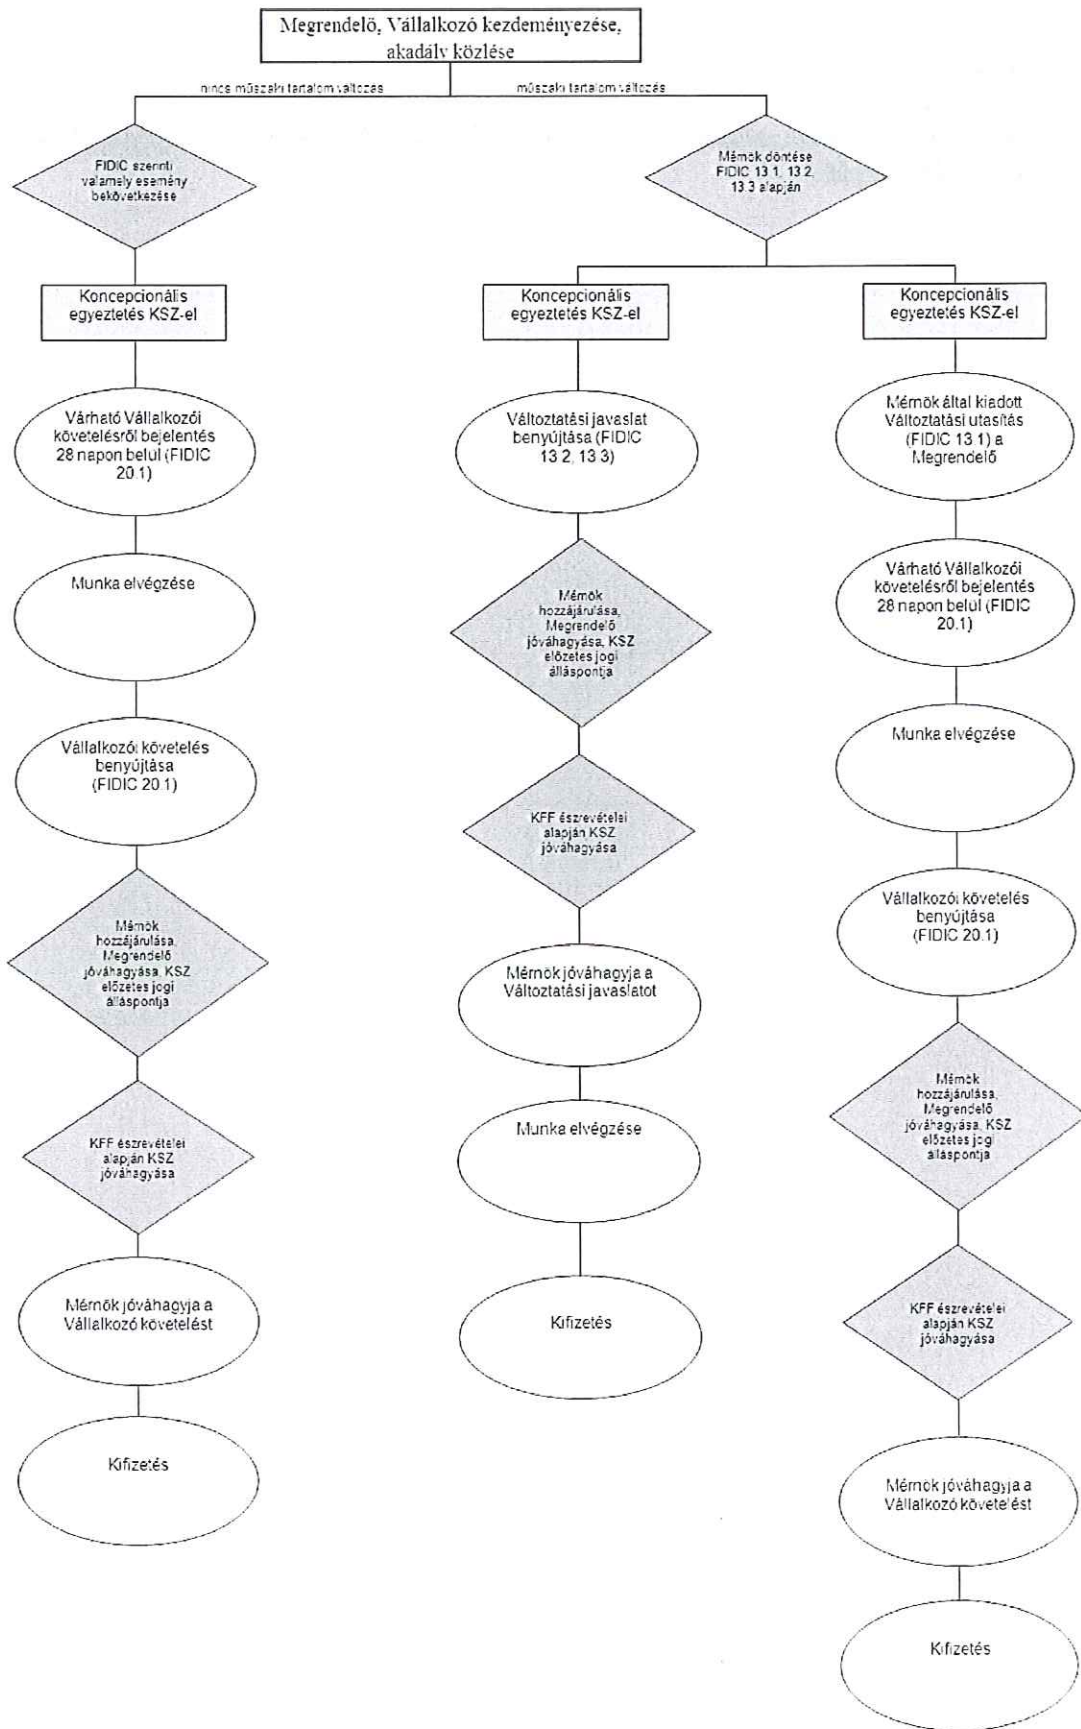 Megrendelő, Vállalkozó kezdeményezése,
akadály közlése
nincs műszaki tartalom változás
műszaki tartalom változás
FIDIC szerinti
valamely esemény
bekövetkezése
Koncepcionális
egyeztetés KSZ-el
Várható Vállalkozói
követelésről bejelentés
28 napon belül (FIDIC
20.1)
Munka elvégzése
Vállalkozói követelés
benyújtása
(FIDIC 20.1)
Mérnök
hozzájárulása,
Megrendelő
jóváhagyása, KSZ
előzetes jogi
álláspontja
KFF észrevételei
alapján KSZ
jóváhagyása
Mérnök jóváhagyja a
Vállalkozó követelést
Kifizetés
Mérnök döntése
FIDIC 13.1, 13.2,
13.3 alapján
Koncepcionális
egyeztetés KSZ-el
Változtatási javaslat
benyújtása (FIDIC
13.2, 13.3)
Mérnök
hozzájárulása,
Megrendelő
jóváhagyása, KSZ
előzetes jogi
álláspontja
KFF észrevételei
alapján KSZ
jóváhagyása
Mérnök jóváhagyja a
Változtatási javaslatot
Munka elvégzése
Kifizetés
Koncepcionális
egyeztetés KSZ-el
Mérnök által kiadott
Változtatási utasítás
(FIDIC 13.1) a
Megrendelő
Várható Vállalkozói
követelésről bejelentés
28 napon belül (FIDIC
20.1)
Munka elvégzése
Vállalkozói követelés
benyújtása
(FIDIC 20.1)
Mérnök
hozzájárulása,
Megrendelő
jóváhagyása, KSZ
előzetes jogi
álláspontja
KFF észrevételei
alapján KSZ
jóváhagyása
Mérnök jóváhagyja a
Vállalkozó követelést
Kifizetés